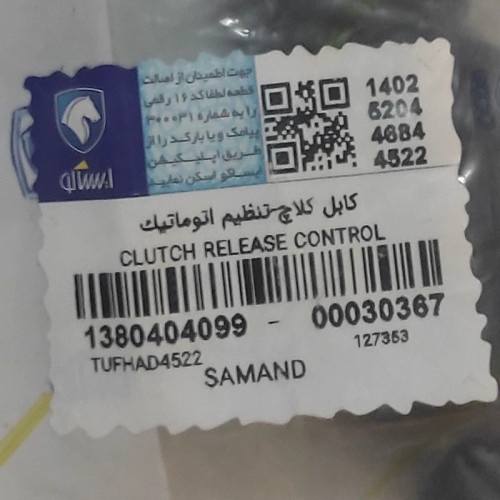 ایساکو
جهت اطمینان از اصالت
قطعه لطفا کد ۱۶ رقمی
را به شماره ۳۰۰۰۳۱
پیامک و یا بارکد را از
طریق اپلیکیشن
ایساکو اسکن نمایید
1402
6204
4684
4522
کابل کلاچ-تنظیم اتوماتیک
CLUTCH RELEASE CONTROL
1380404099 - 00030367
TUFHAD4522 127353
SAMAND